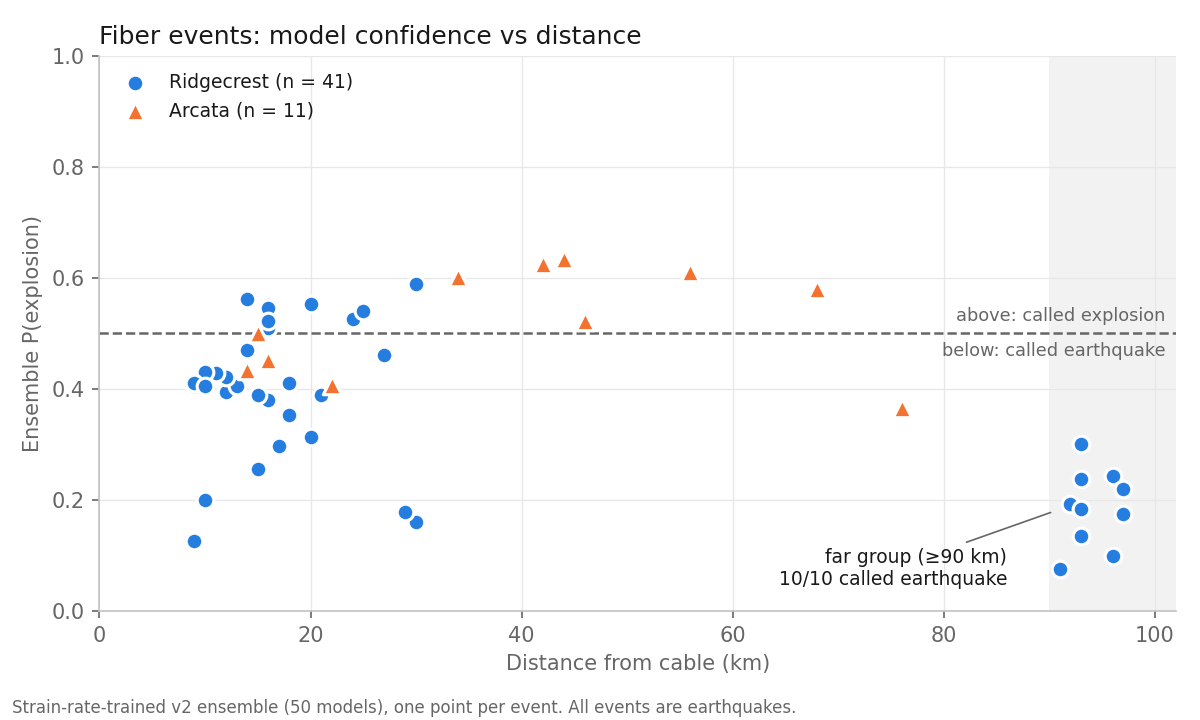 Fiber events: model confidence vs distance
Ridgecrest (n = 41)
Arcata (n = 11)
Ensemble P(explosion)
1.0
0.8
0.6
0.4
0.2
0.0
above: called explosion
below: called earthquake
far group (≥90 km)
10/10 called earthquake
0 20 40 60 80 100
Distance from cable (km)
Strain-rate-trained v2 ensemble (50 models), one point per event. All events are earthquakes.